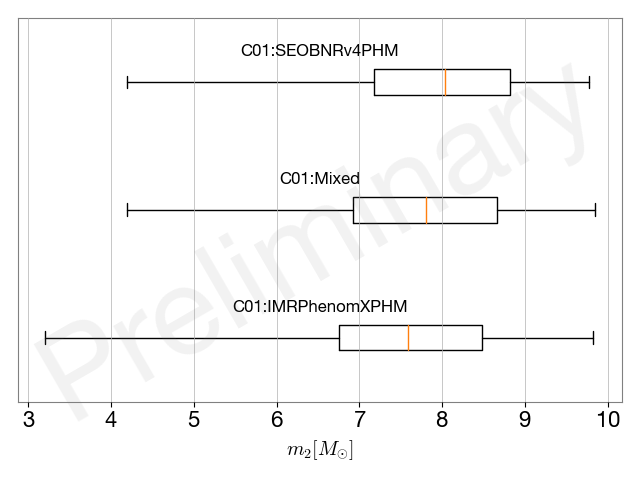 C01:SEOBNRv4PHM
C01:Mixed
C01:IMRPhenomXPHM
Preliminary
3 4 5 6 7 8 9 10
m₂[M☉]